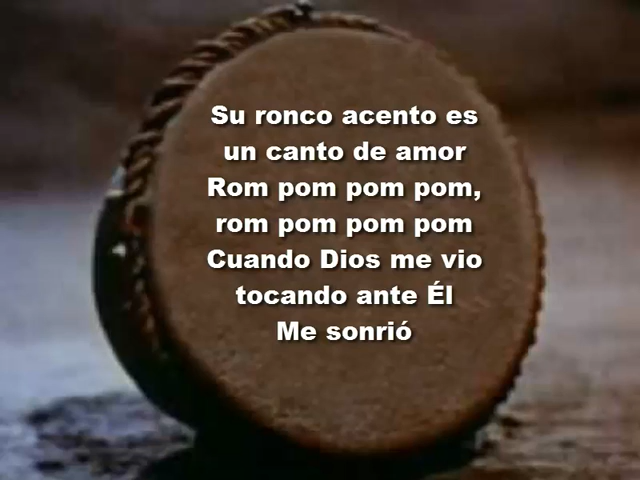 Su ronco acento es
un canto de amor
Rom pom pom pom,
rom pom pom pom
Cuando Dios me vio
tocando ante Él
Me sonrió